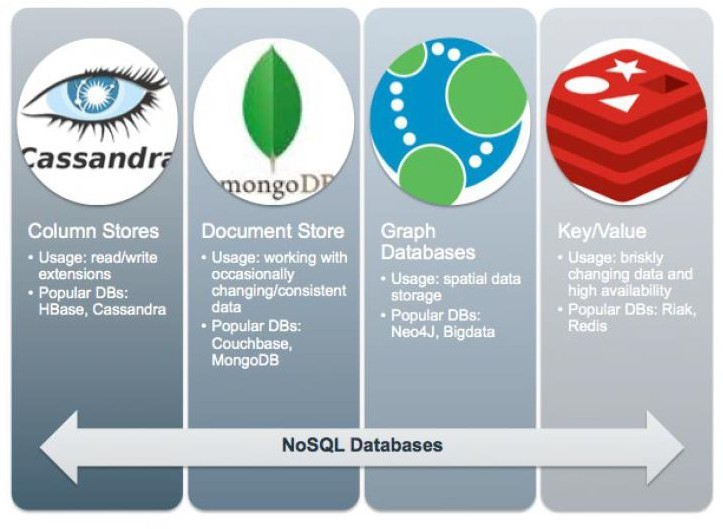 Cassandra
Column Stores
• Usage: read/write
extensions
• Popular DBs:
HBase, Cassandra
mongoDB
Document Store
• Usage: working with
occasionally
changing/consistent
data
• Popular DBs:
Couchbase,
MongoDB
Graph
Databases
• Usage: spatial data
storage
• Popular DBs:
Neo4J, Bigdata
Key/Value
• Usage: briskly
changing data and
high availability
• Popular DBs: Riak,
Redis
NoSQL Databases